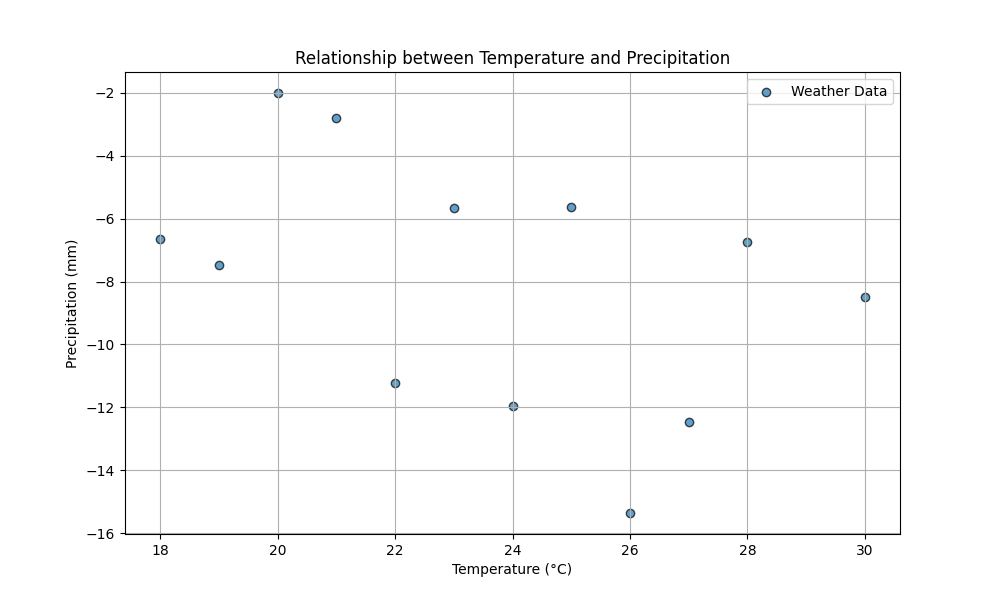 Relationship between Temperature and Precipitation
Weather Data
−2
−4
−6
−8
−10
−12
−14
−16
Precipitation (mm)
18 20 22 24 26 28 30
Temperature (°C)